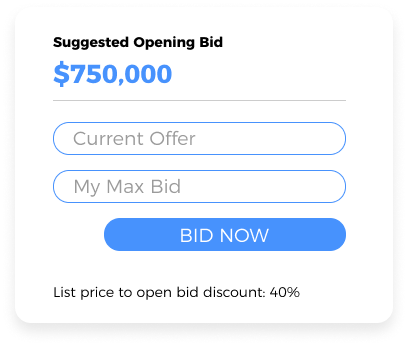 Suggested Opening Bid
$750,000
Current Offer
My Max Bid
BID NOW
List price to open bid discount: 40%